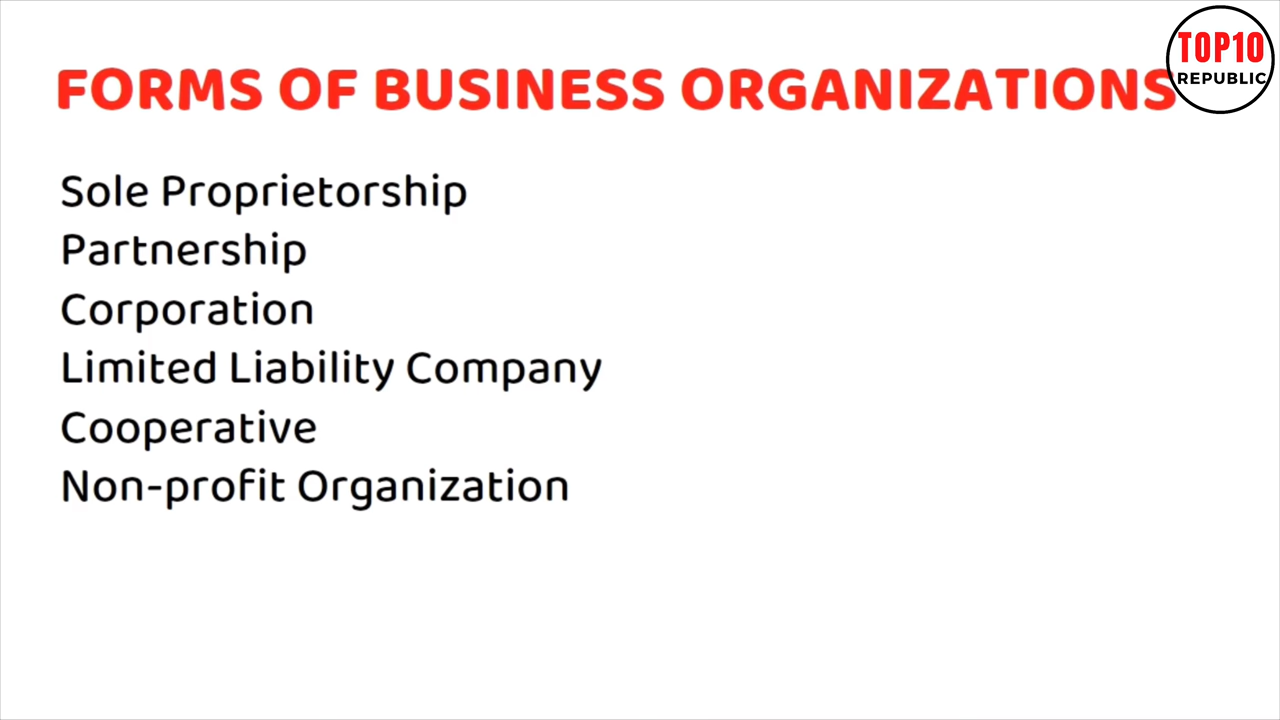 FORMS OF BUSINESS ORGANIZATIONS
TOP10
REPUBLIC
Sole Proprietorship
Partnership
Corporation
Limited Liability Company
Cooperative
Non-profit Organization